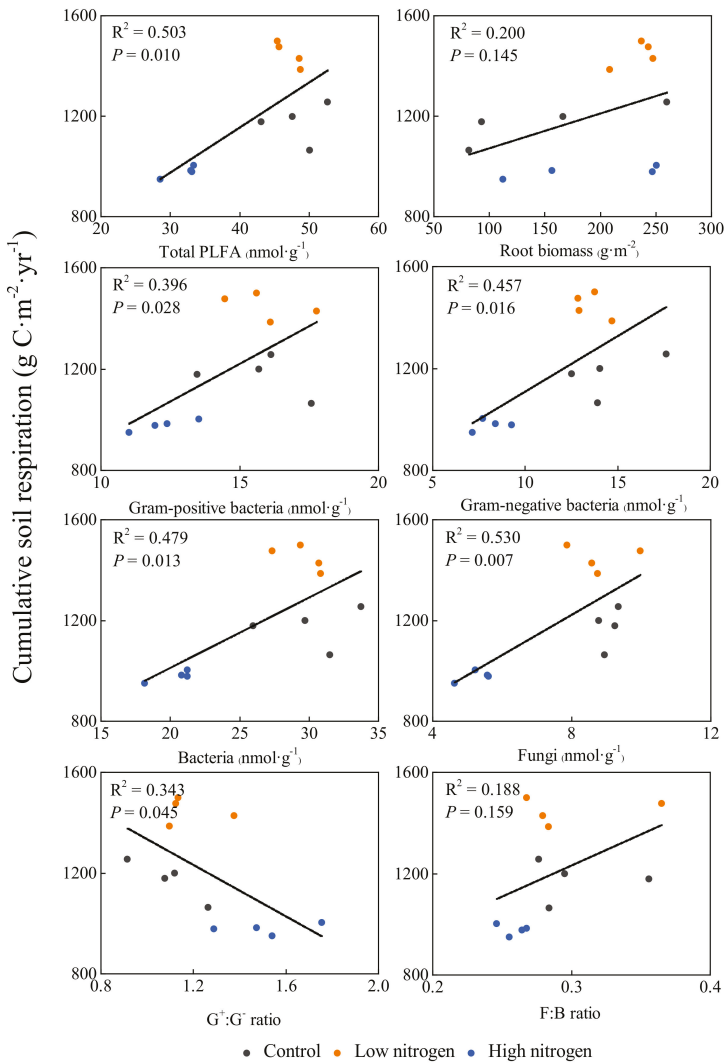 Cumulative soil respiration (g C·m⁻²·yr⁻¹)
R² = 0.503
P = 0.010
1600
1200
800
20 30 40 50 60
Total PLFA (nmol·g⁻¹)
R² = 0.200
P = 0.145
1600
1200
800
50 100 150 200 250 300
Root biomass (g·m⁻²)
R² = 0.396
P = 0.028
1600
1200
800
10 15 20
Gram-positive bacteria (nmol·g⁻¹)
R² = 0.457
P = 0.016
1600
1200
800
5 10 15 20
Gram-negative bacteria (nmol·g⁻¹)
R² = 0.479
P = 0.013
1600
1200
800
15 20 25 30 35
Bacteria (nmol·g⁻¹)
R² = 0.530
P = 0.007
1600
1200
800
4 8 12
Fungi (nmol·g⁻¹)
R² = 0.343
P = 0.045
1600
1200
800
0.8 1.2 1.6 2.0
G⁺:G⁻ ratio
R² = 0.188
P = 0.159
1600
1200
800
0.2 0.3 0.4
F:B ratio
Control Low nitrogen High nitrogen